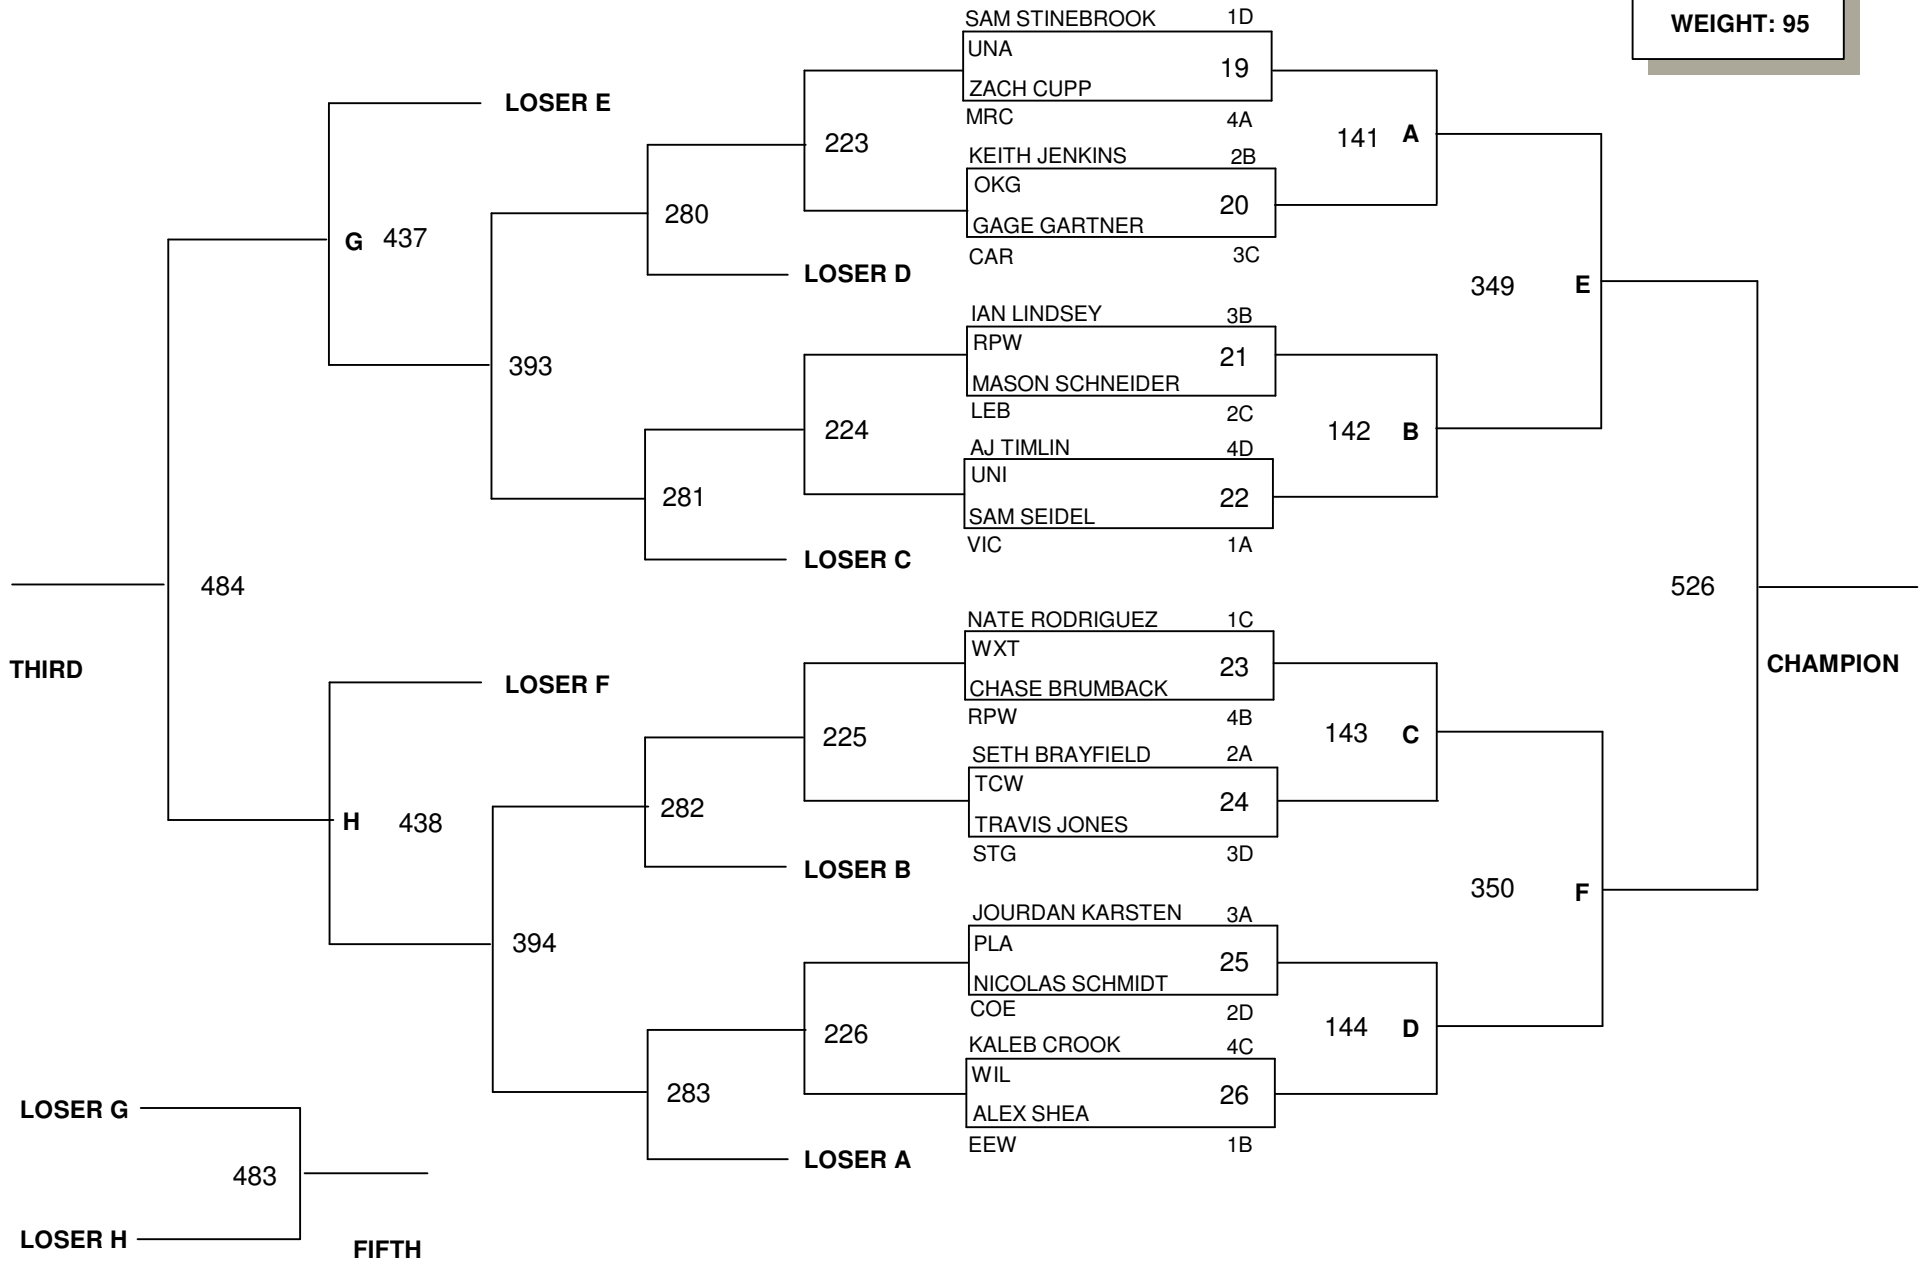 WEIGHT: 95
SAM STINEBROOK 1D
UNA
19
ZACH CUPP
MRC 4A
KEITH JENKINS 2B
OKG
20
GAGE GARTNER
CAR 3C
IAN LINDSEY 3B
RPW
21
MASON SCHNEIDER
LEB 2C
AJ TIMLIN 4D
UNI
22
SAM SEIDEL
VIC 1A
NATE RODRIGUEZ 1C
WXT
23
CHASE BRUMBACK
RPW 4B
SETH BRAYFIELD 2A
TCW
24
TRAVIS JONES
STG 3D
JOURDAN KARSTEN 3A
PLA
25
NICOLAS SCHMIDT
COE 2D
KALEB CROOK 4C
WIL
26
ALEX SHEA
EEW 1B
141 A
142 B
143 C
144 D
349 E
350 F
526
CHAMPION
223
224
225
226
280
LOSER D
281
LOSER C
282
LOSER B
283
LOSER A
393
394
LOSER E
G 437
LOSER F
H 438
484
THIRD
LOSER G
483
LOSER H
FIFTH